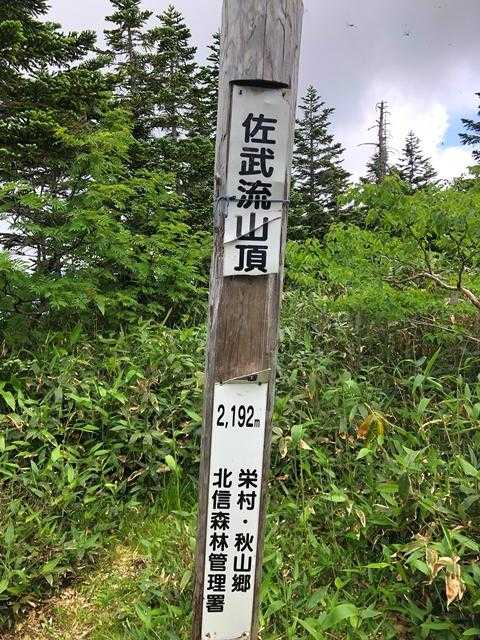 佐武流山頂
2,192m
栄村・秋山郷
北信森林管理署